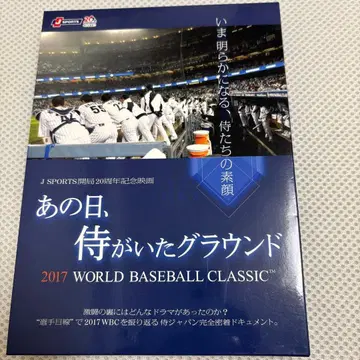 J SPORTS
20
いま明らかになる、侍たちの素顔
J SPORTS開局20周年記念映画
あの日、
侍がいたグラウンド
2017 WORLD BASEBALL CLASSIC™
激闘の裏にはどんなドラマがあったのか?
“選手目線”で2017WBCを振り返る侍ジャパン完全密着ドキュメント。